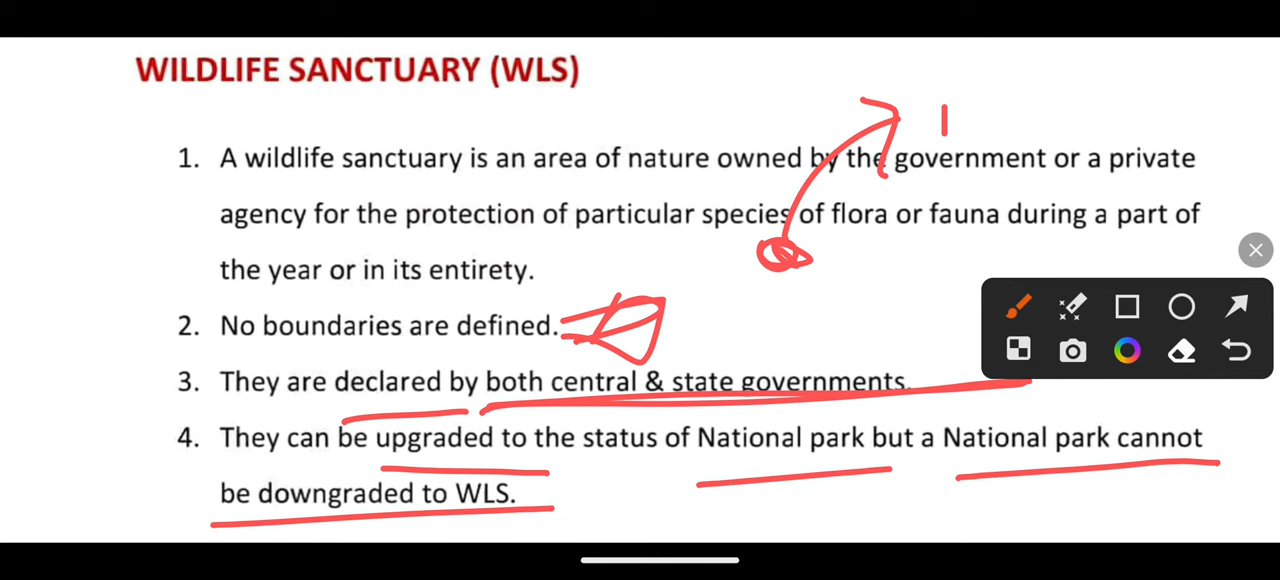 WILDLIFE SANCTUARY (WLS)
1. A wildlife sanctuary is an area of nature owned by the government or a private
agency for the protection of particular species of flora or fauna during a part of
the year or in its entirety.
2. No boundaries are defined.
3. They are declared by both central & state governments.
4. They can be upgraded to the status of National park but a National park cannot
be downgraded to WLS.